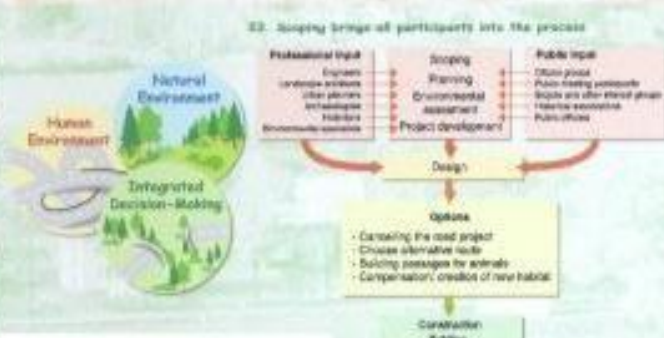 Scoping brings all participants into the process
Natural
Environment
Human
Environment
Integrated
Decision-Making
Professional Input
Engineers
Landscape architects
Urban planners
Archaeologists
Historians
Environmental specialists
Scoping
Planning
Environmental
assessment
Project development
Public Input
Citizen groups
Public meeting participants
Bicycle and other interest groups
Historical associations
Public officials
Design
Options
- Canceling the road project
- Choose alternative route
- Building passages for animals
- Compensation: creation of new habitat
Construction